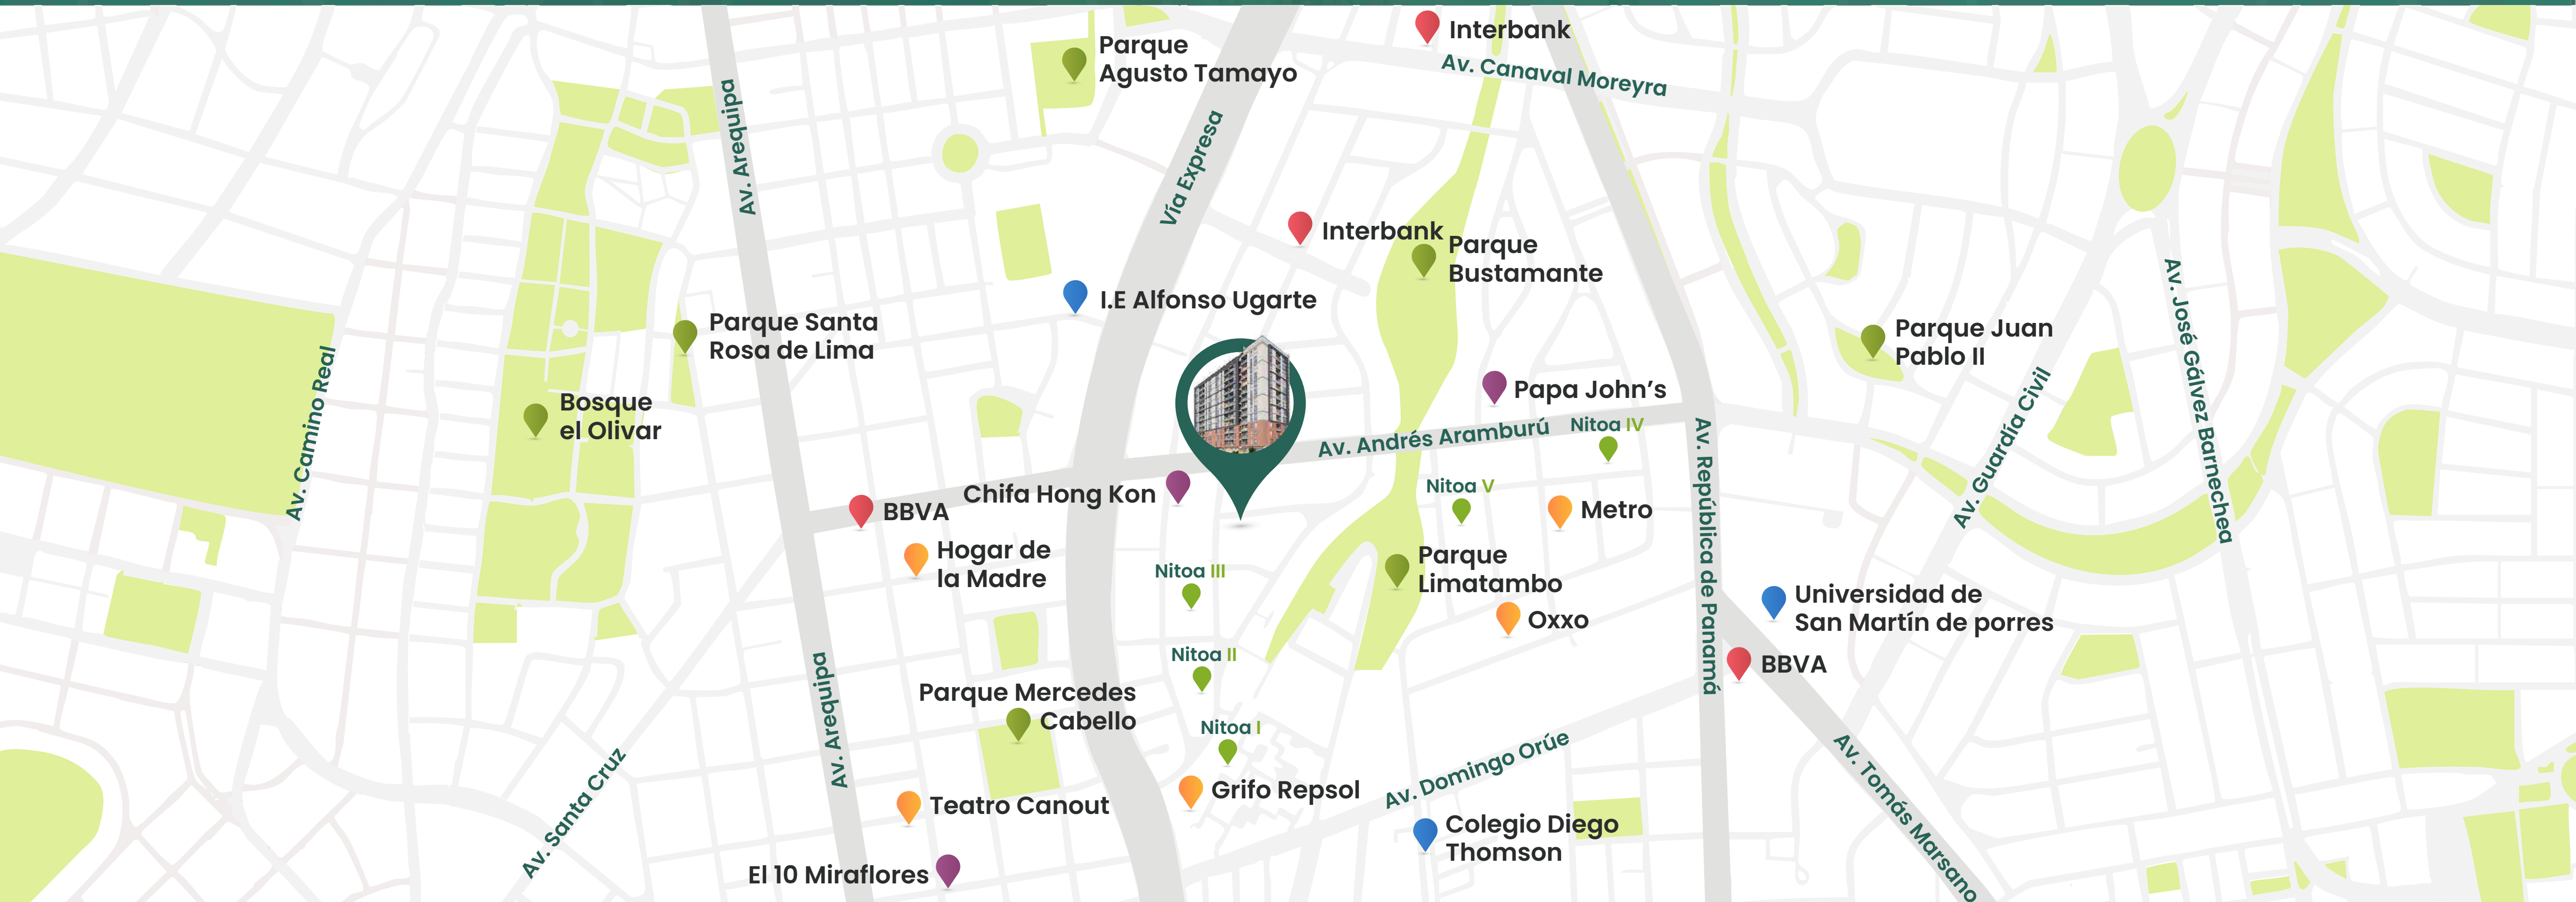 Interbank
Parque
Agusto Tamayo
Av. Canaval Moreyra
Av. Arequipa
Vía Expresa
Interbank
Parque
Bustamante
I.E Alfonso Ugarte
Parque Santa
Rosa de Lima
Parque Juan
Pablo II
Av. José Gálvez Barnechea
Av. Camino Real
Bosque
el Olivar
Papa John's
Av. Andrés Aramburú
Nitoa IV
Av. Guardia Civil
Av. República de Panamá
Chifa Hong Kon
BBVA
Nitoa V
Metro
Hogar de
la Madre
Nitoa III
Parque
Limatambo
Oxxo
Universidad de
San Martín de porres
BBVA
Nitoa II
Av. Arequipa
Parque Mercedes
Cabello
Nitoa I
Av. Domingo Orúe
Av. Santa Cruz
Av. Tomás Marsano
Teatro Canout
Grifo Repsol
Colegio Diego
Thomson
El 10 Miraflores